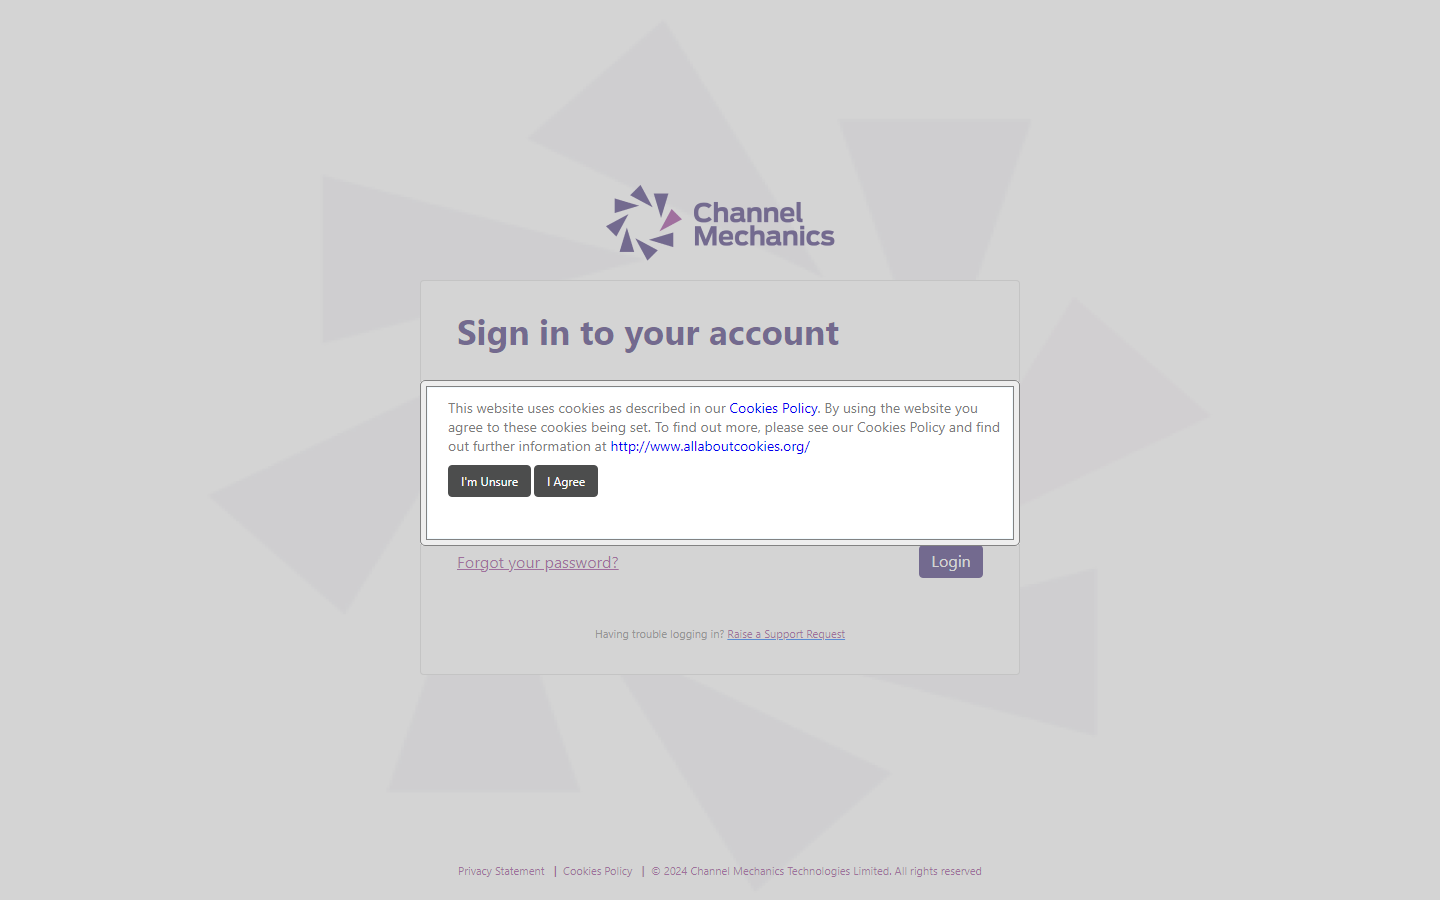 Channel
Mechanics
Sign in to your account
This website uses cookies as described in our Cookies Policy. By using the website you
agree to these cookies being set. To find out more, please see our Cookies Policy and find
out further information at http://www.allaboutcookies.org/
I'm Unsure I Agree
Forgot your password? Login
Having trouble logging in? Raise a Support Request
Privacy Statement | Cookies Policy | © 2024 Channel Mechanics Technologies Limited. All rights reserved